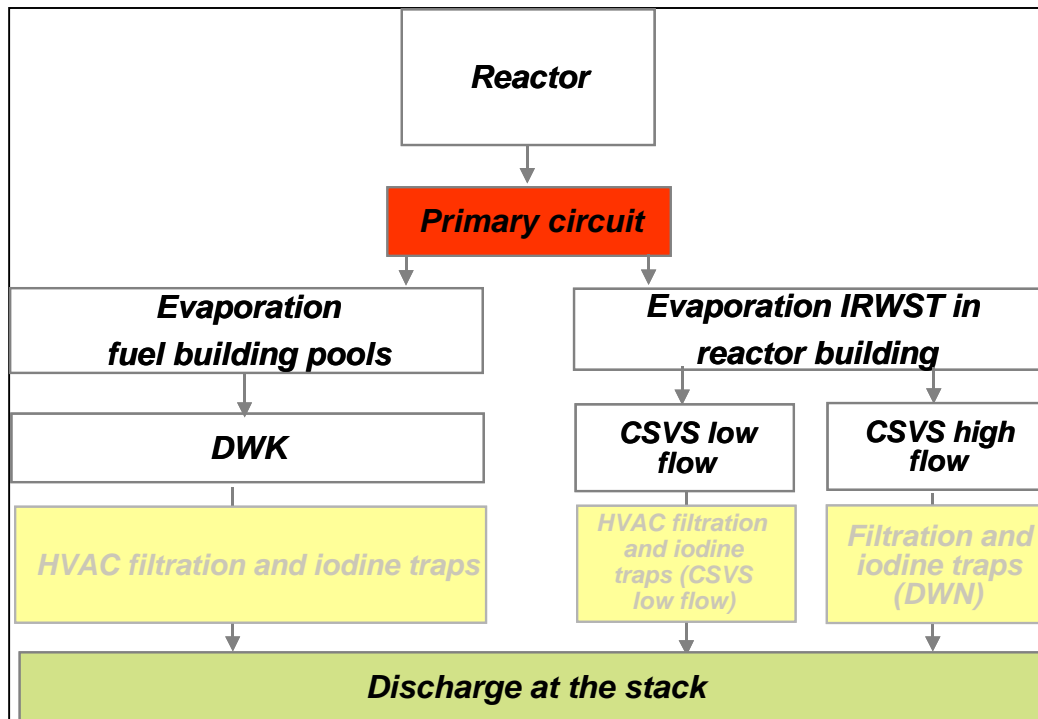 Reactor
Primary circuit
Evaporation
fuel building pools
Evaporation IRWST in
reactor building
DWK
CSVS low
flow
CSVS high
flow
HVAC filtration and iodine traps
HVAC filtration
and iodine
traps (CSVS
low flow)
Filtration and
iodine traps
(DWN)
Discharge at the stack